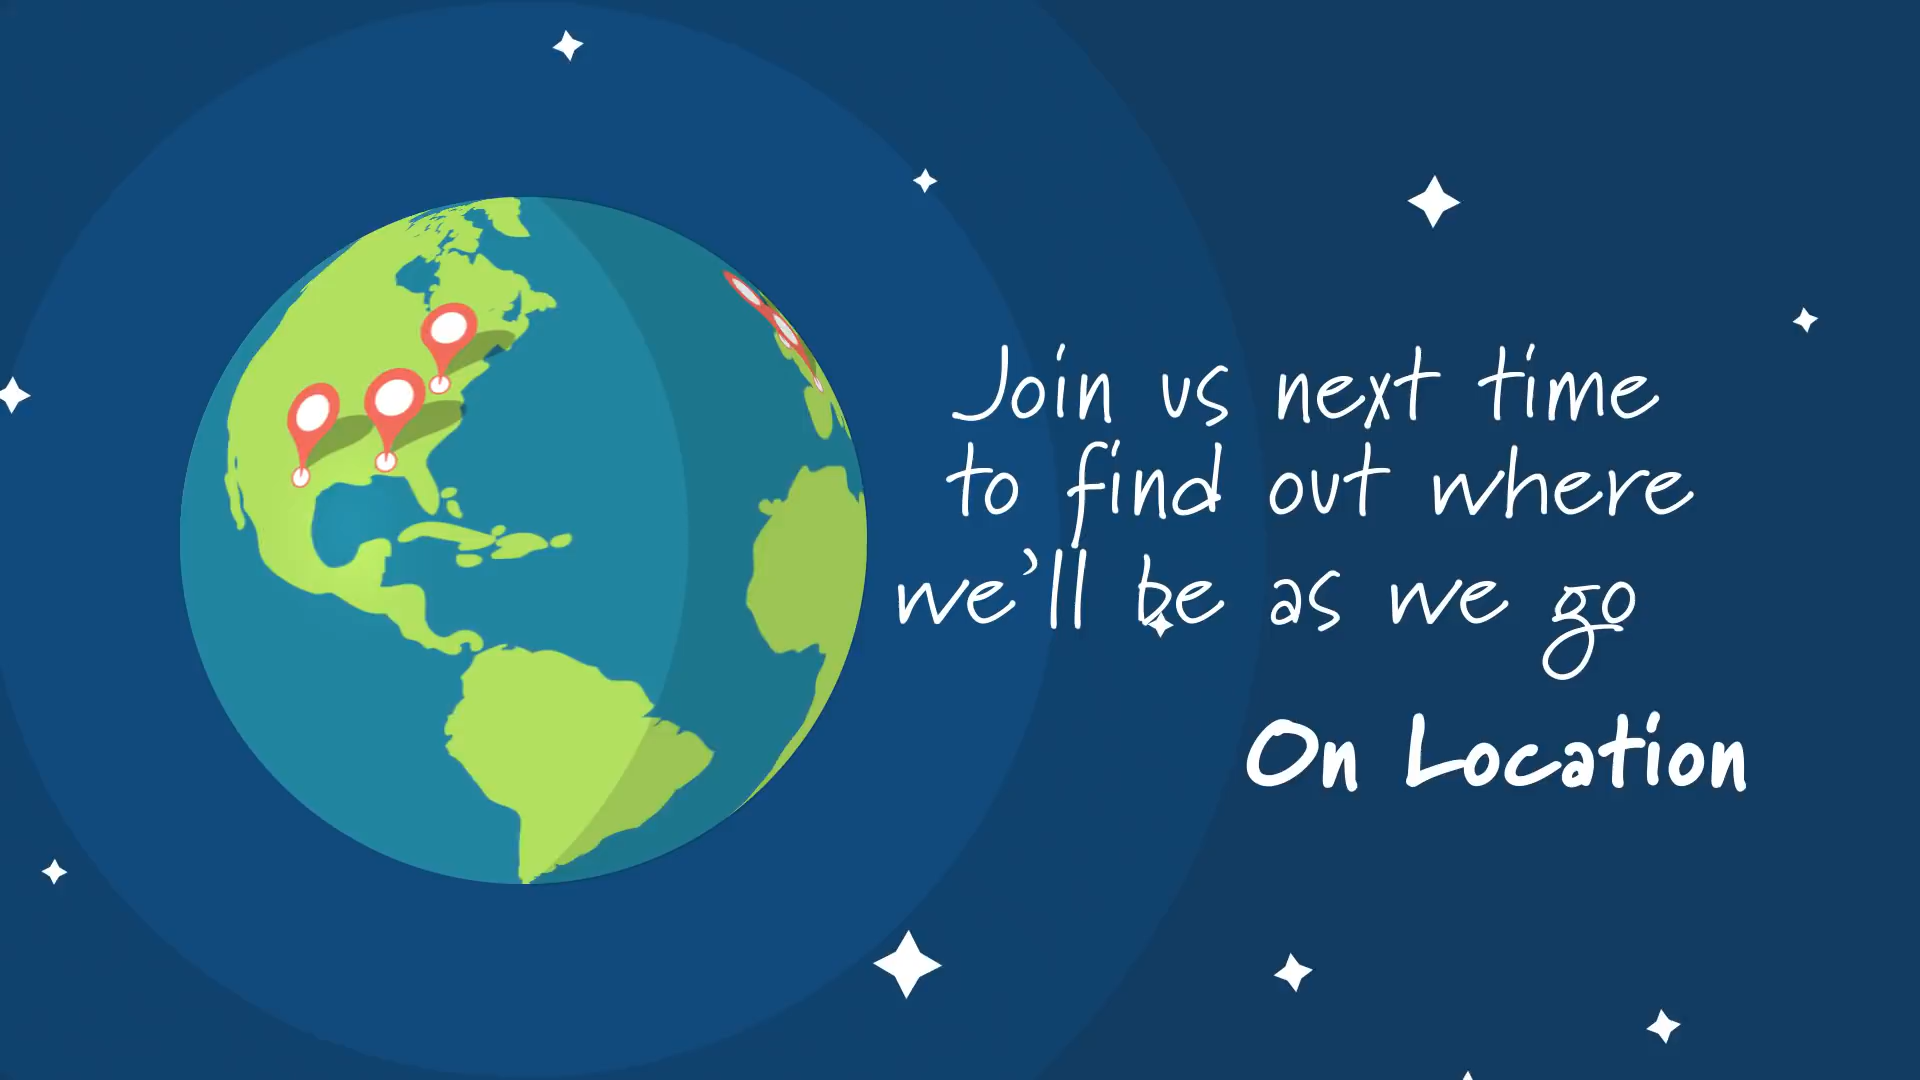 Join us next time
to find out where
we'll be as we go
On Location